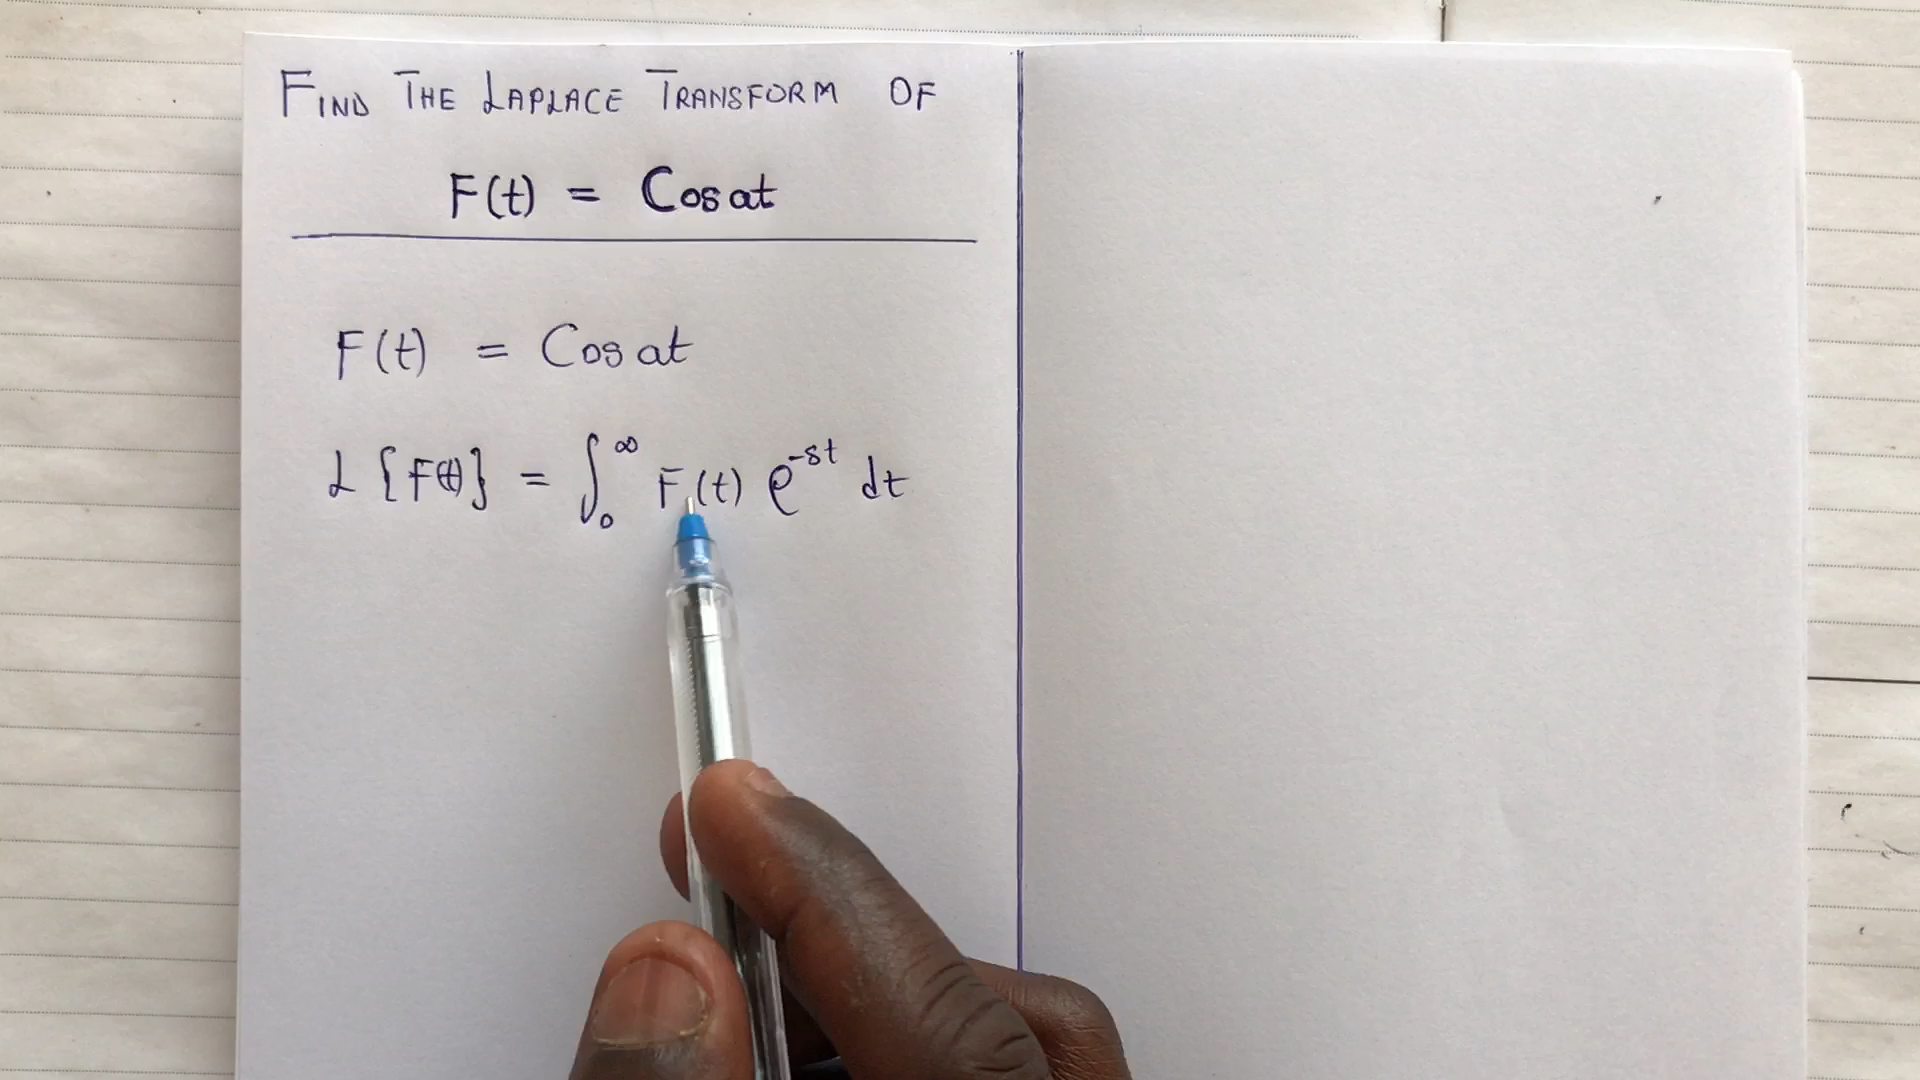 FIND THE LAPLACE TRANSFORM OF
F(t) = Cos at
F(t) = Cos at
L {F(t)} = ∫₀^∞ F(t) e^-st dt